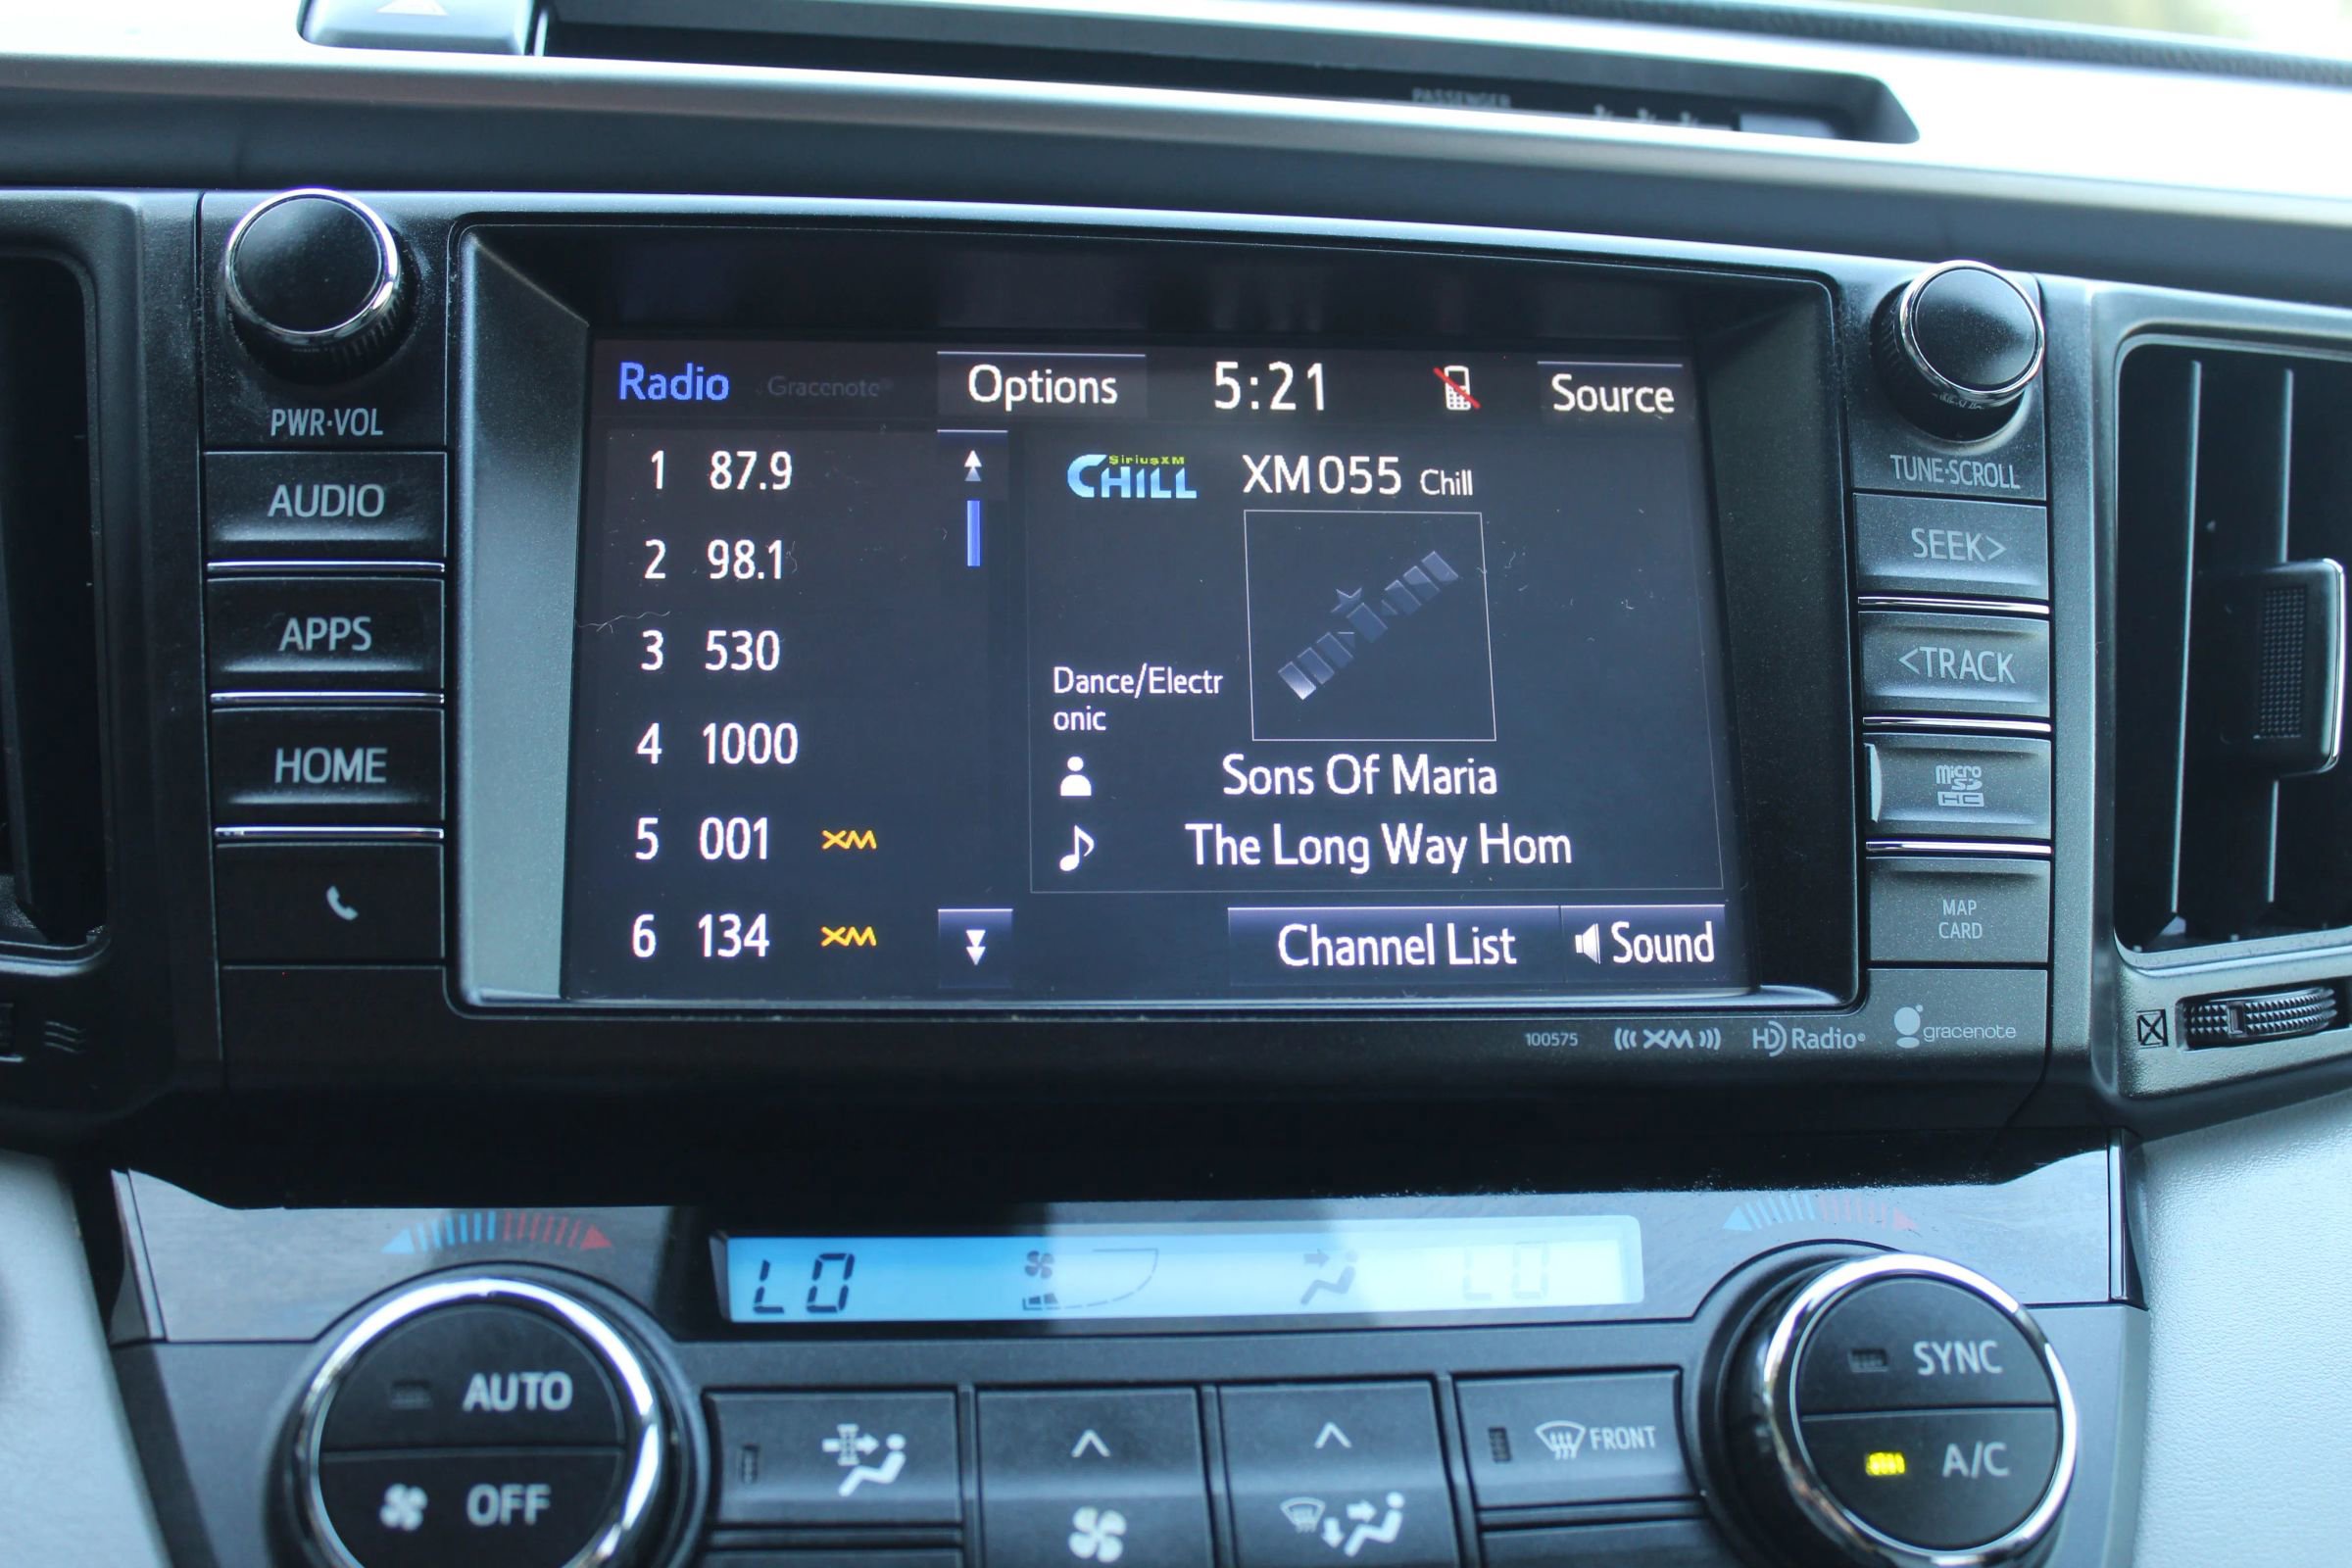 PASSENGER
PWR·VOL
AUDIO
APPS
HOME
Radio Gracenote® Options 5:21 Source
1 87.9
2 98.1
3 530
4 1000
5 001 XM
6 134 XM
SiriusXM
CHILL XM055 Chill
Dance/Electr
onic
Sons Of Maria
The Long Way Hom
Channel List Sound
TUNE·SCROLL
SEEK>
<TRACK
micro
SD
HC
MAP
CARD
100575 ((( XM ))) HD Radio® gracenote
LO LO
AUTO
OFF
FRONT
SYNC
A/C